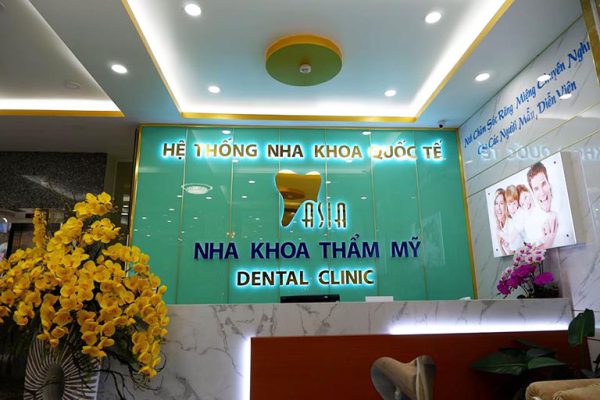 HỆ THỐNG NHA KHOA QUỐC TẾ
ASIA
NHA KHOA THẨM MỸ
DENTAL CLINIC
Nơi Chăm Sóc Răng Miệng Chuyên Nghiệp
Của Các Người Mẫu, Diễn Viên